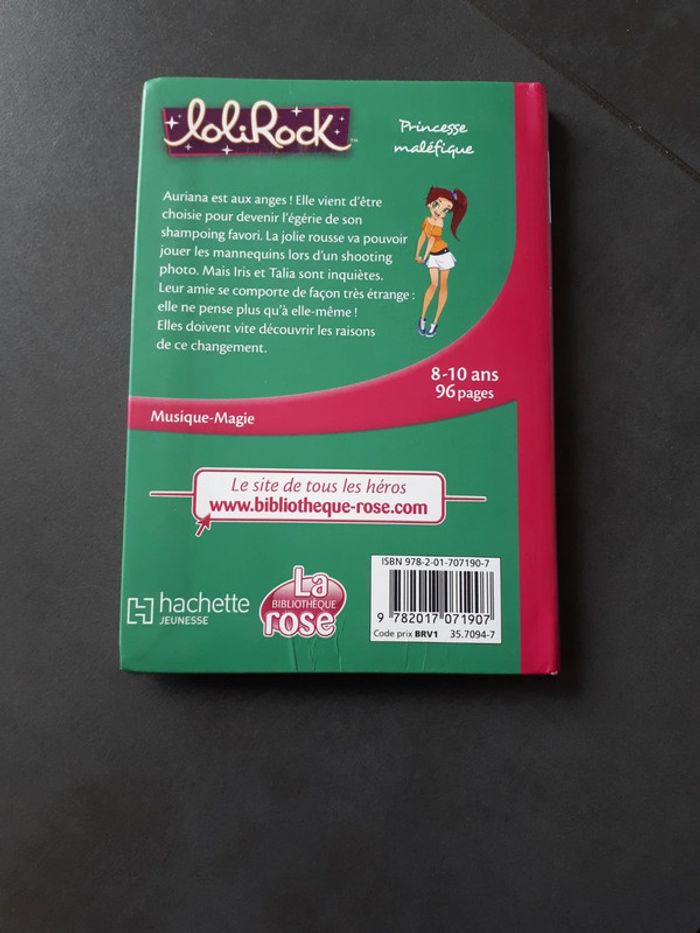 LoliRock™
Princesse
maléfique
Auriana est aux anges ! Elle vient d'être
choisie pour devenir l'égérie de son
shampoing favori. La jolie rousse va pouvoir
jouer les mannequins lors d'un shooting
photo. Mais Iris et Talia sont inquiètes.
Leur amie se comporte de façon très étrange :
elle ne pense plus qu'à elle-même !
Elles doivent vite découvrir les raisons
de ce changement.
8-10 ans
96 pages
Musique-Magie
Le site de tous les héros
www.bibliotheque-rose.com
hachette
JEUNESSE
La
BIBLIOTHÈQUE
rose
ISBN 978-2-01-707190-7
9 782017 071907
Code prix BRV1 35.7094-7